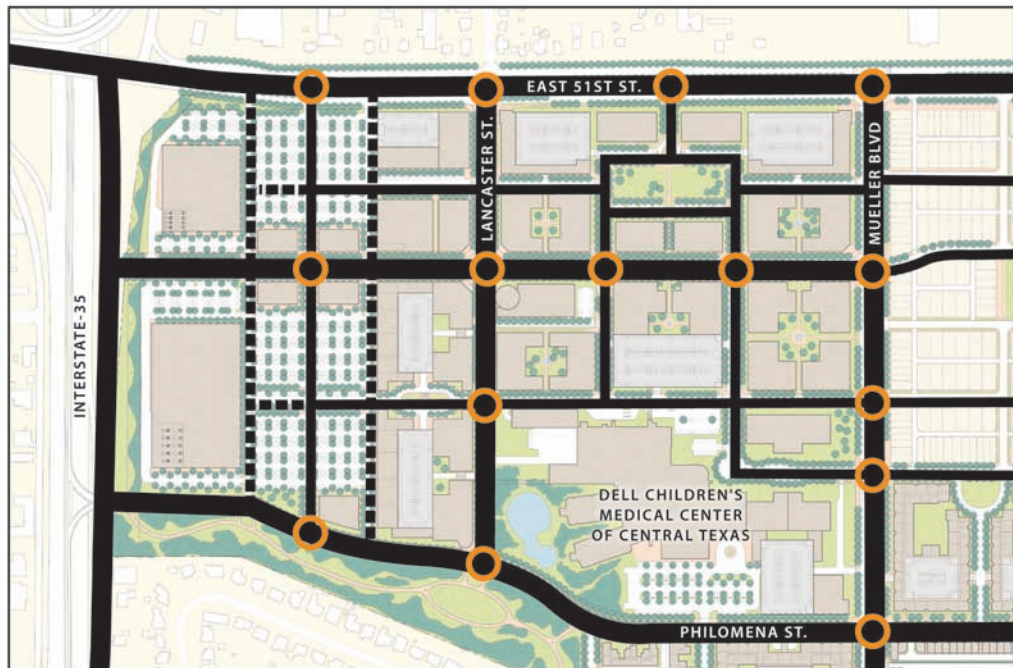 EAST 51ST ST.
LANCASTER ST.
MUELLER BLVD
INTERSTATE-35
DELL CHILDREN'S
MEDICAL CENTER
OF CENTRAL TEXAS
PHILOMENA ST.